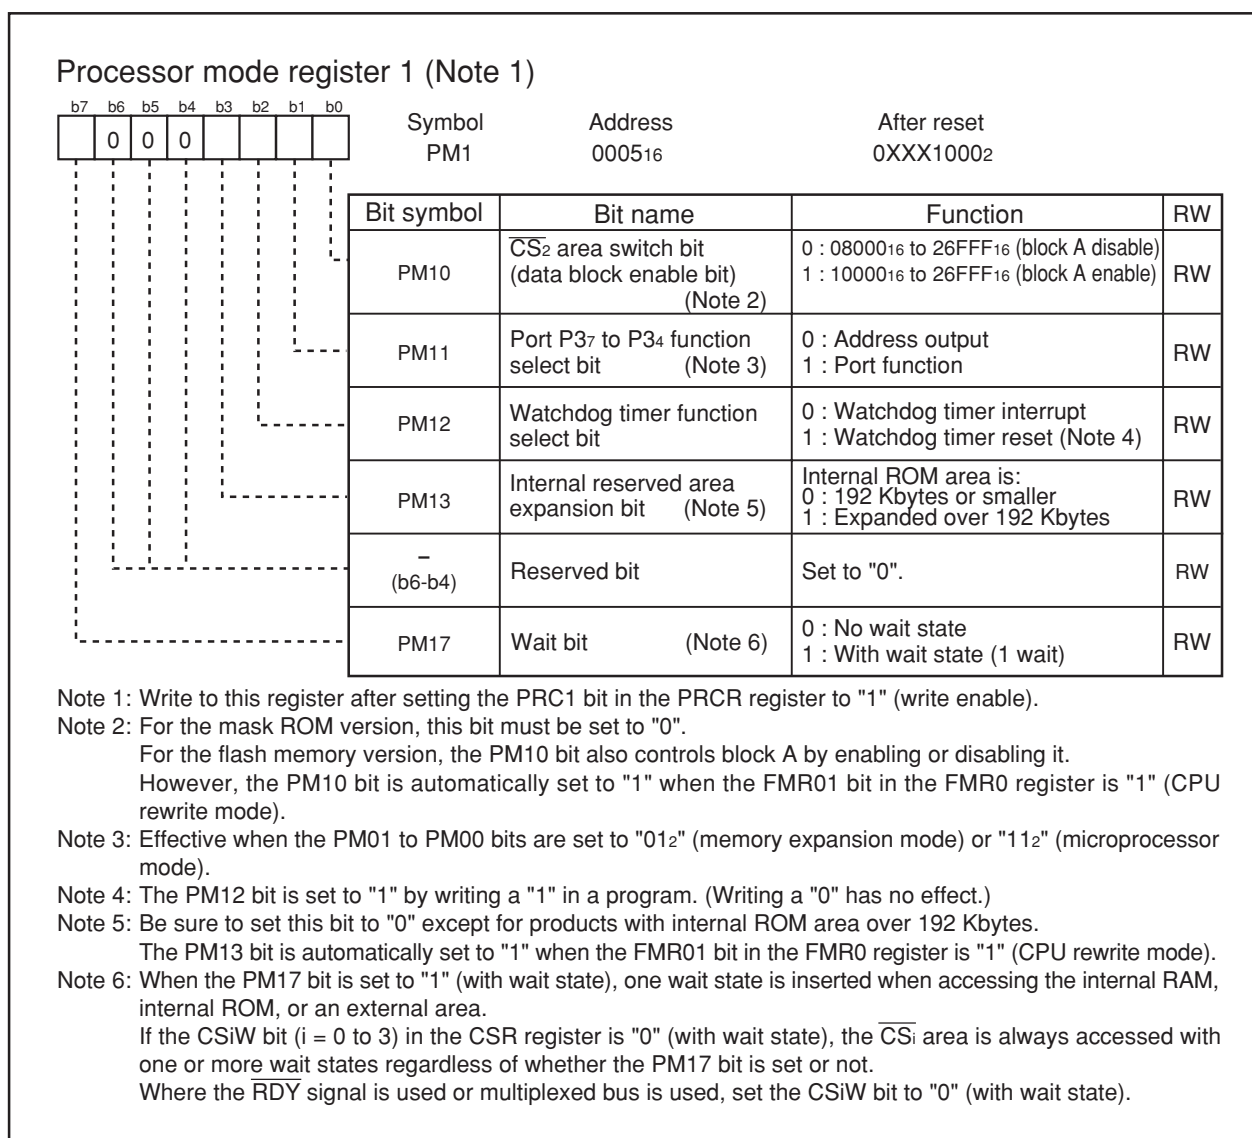 Processor mode register 1 (Note 1)
b7 b6 b5 b4 b3 b2 b1 b0
0 0 0
Symbol Address After reset
PM1 000516 0XXX10002
Bit symbol Bit name Function RW
PM10 CS2 area switch bit (data block enable bit) (Note 2) 0 : 0800016 to 26FFF16 (block A disable) 1 : 1000016 to 26FFF16 (block A enable) RW
PM11 Port P37 to P34 function select bit (Note 3) 0 : Address output 1 : Port function RW
PM12 Watchdog timer function select bit 0 : Watchdog timer interrupt 1 : Watchdog timer reset (Note 4) RW
PM13 Internal reserved area expansion bit (Note 5) Internal ROM area is: 0 : 192 Kbytes or smaller 1 : Expanded over 192 Kbytes RW
– (b6-b4) Reserved bit Set to "0". RW
PM17 Wait bit (Note 6) 0 : No wait state 1 : With wait state (1 wait) RW
Note 1: Write to this register after setting the PRC1 bit in the PRCR register to "1" (write enable).
Note 2: For the mask ROM version, this bit must be set to "0".
For the flash memory version, the PM10 bit also controls block A by enabling or disabling it.
However, the PM10 bit is automatically set to "1" when the FMR01 bit in the FMR0 register is "1" (CPU
rewrite mode).
Note 3: Effective when the PM01 to PM00 bits are set to "012" (memory expansion mode) or "112" (microprocessor
mode).
Note 4: The PM12 bit is set to "1" by writing a "1" in a program. (Writing a "0" has no effect.)
Note 5: Be sure to set this bit to "0" except for products with internal ROM area over 192 Kbytes.
The PM13 bit is automatically set to "1" when the FMR01 bit in the FMR0 register is "1" (CPU rewrite mode).
Note 6: When the PM17 bit is set to "1" (with wait state), one wait state is inserted when accessing the internal RAM,
internal ROM, or an external area.
If the CSiW bit (i = 0 to 3) in the CSR register is "0" (with wait state), the CSi area is always accessed with
one or more wait states regardless of whether the PM17 bit is set or not.
Where the RDY signal is used or multiplexed bus is used, set the CSiW bit to "0" (with wait state).